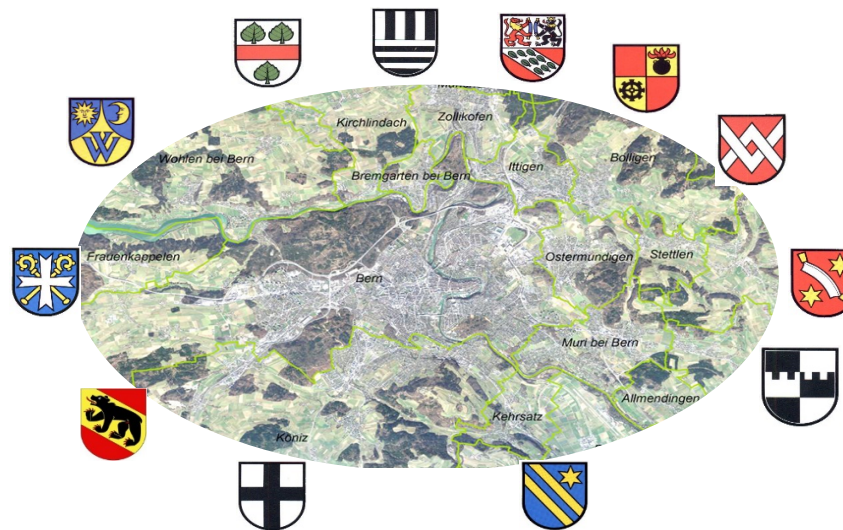 Zollikofen
Kirchlindach
Wohlen bei Bern
Bremgarten bei Bern
Ittigen
Bolligen
Frauenkappelen
Bern
Ostermundigen
Stettlen
Muri bei Bern
Allmendingen
Kehrsatz
Köniz
W